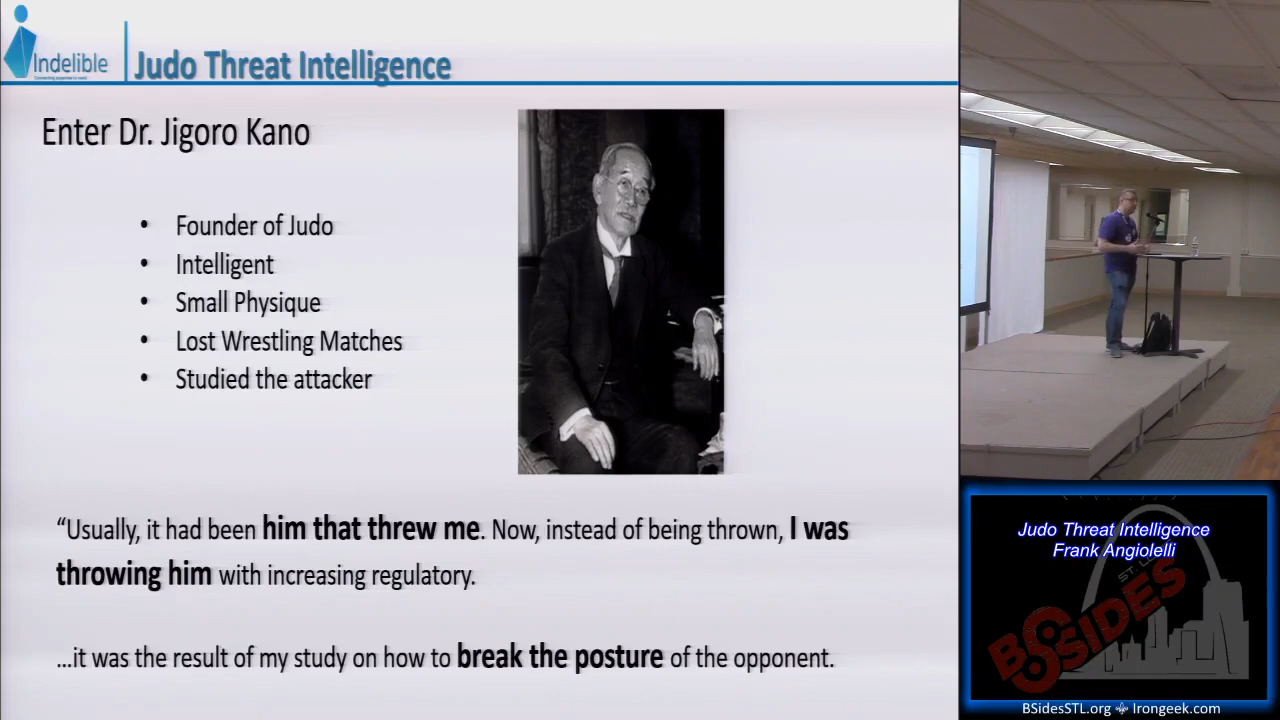 Indelible
Judo Threat Intelligence
Enter Dr. Jigoro Kano
• Founder of Judo
• Intelligent
• Small Physique
• Lost Wrestling Matches
• Studied the attacker
“Usually, it had been him that threw me. Now, instead of being thrown, I was
throwing him with increasing regulatory.
...it was the result of my study on how to break the posture of the opponent.
Judo Threat Intelligence
Frank Angiolelli
BSIDES
BSidesSTL.org ⚜ Irongeek.com